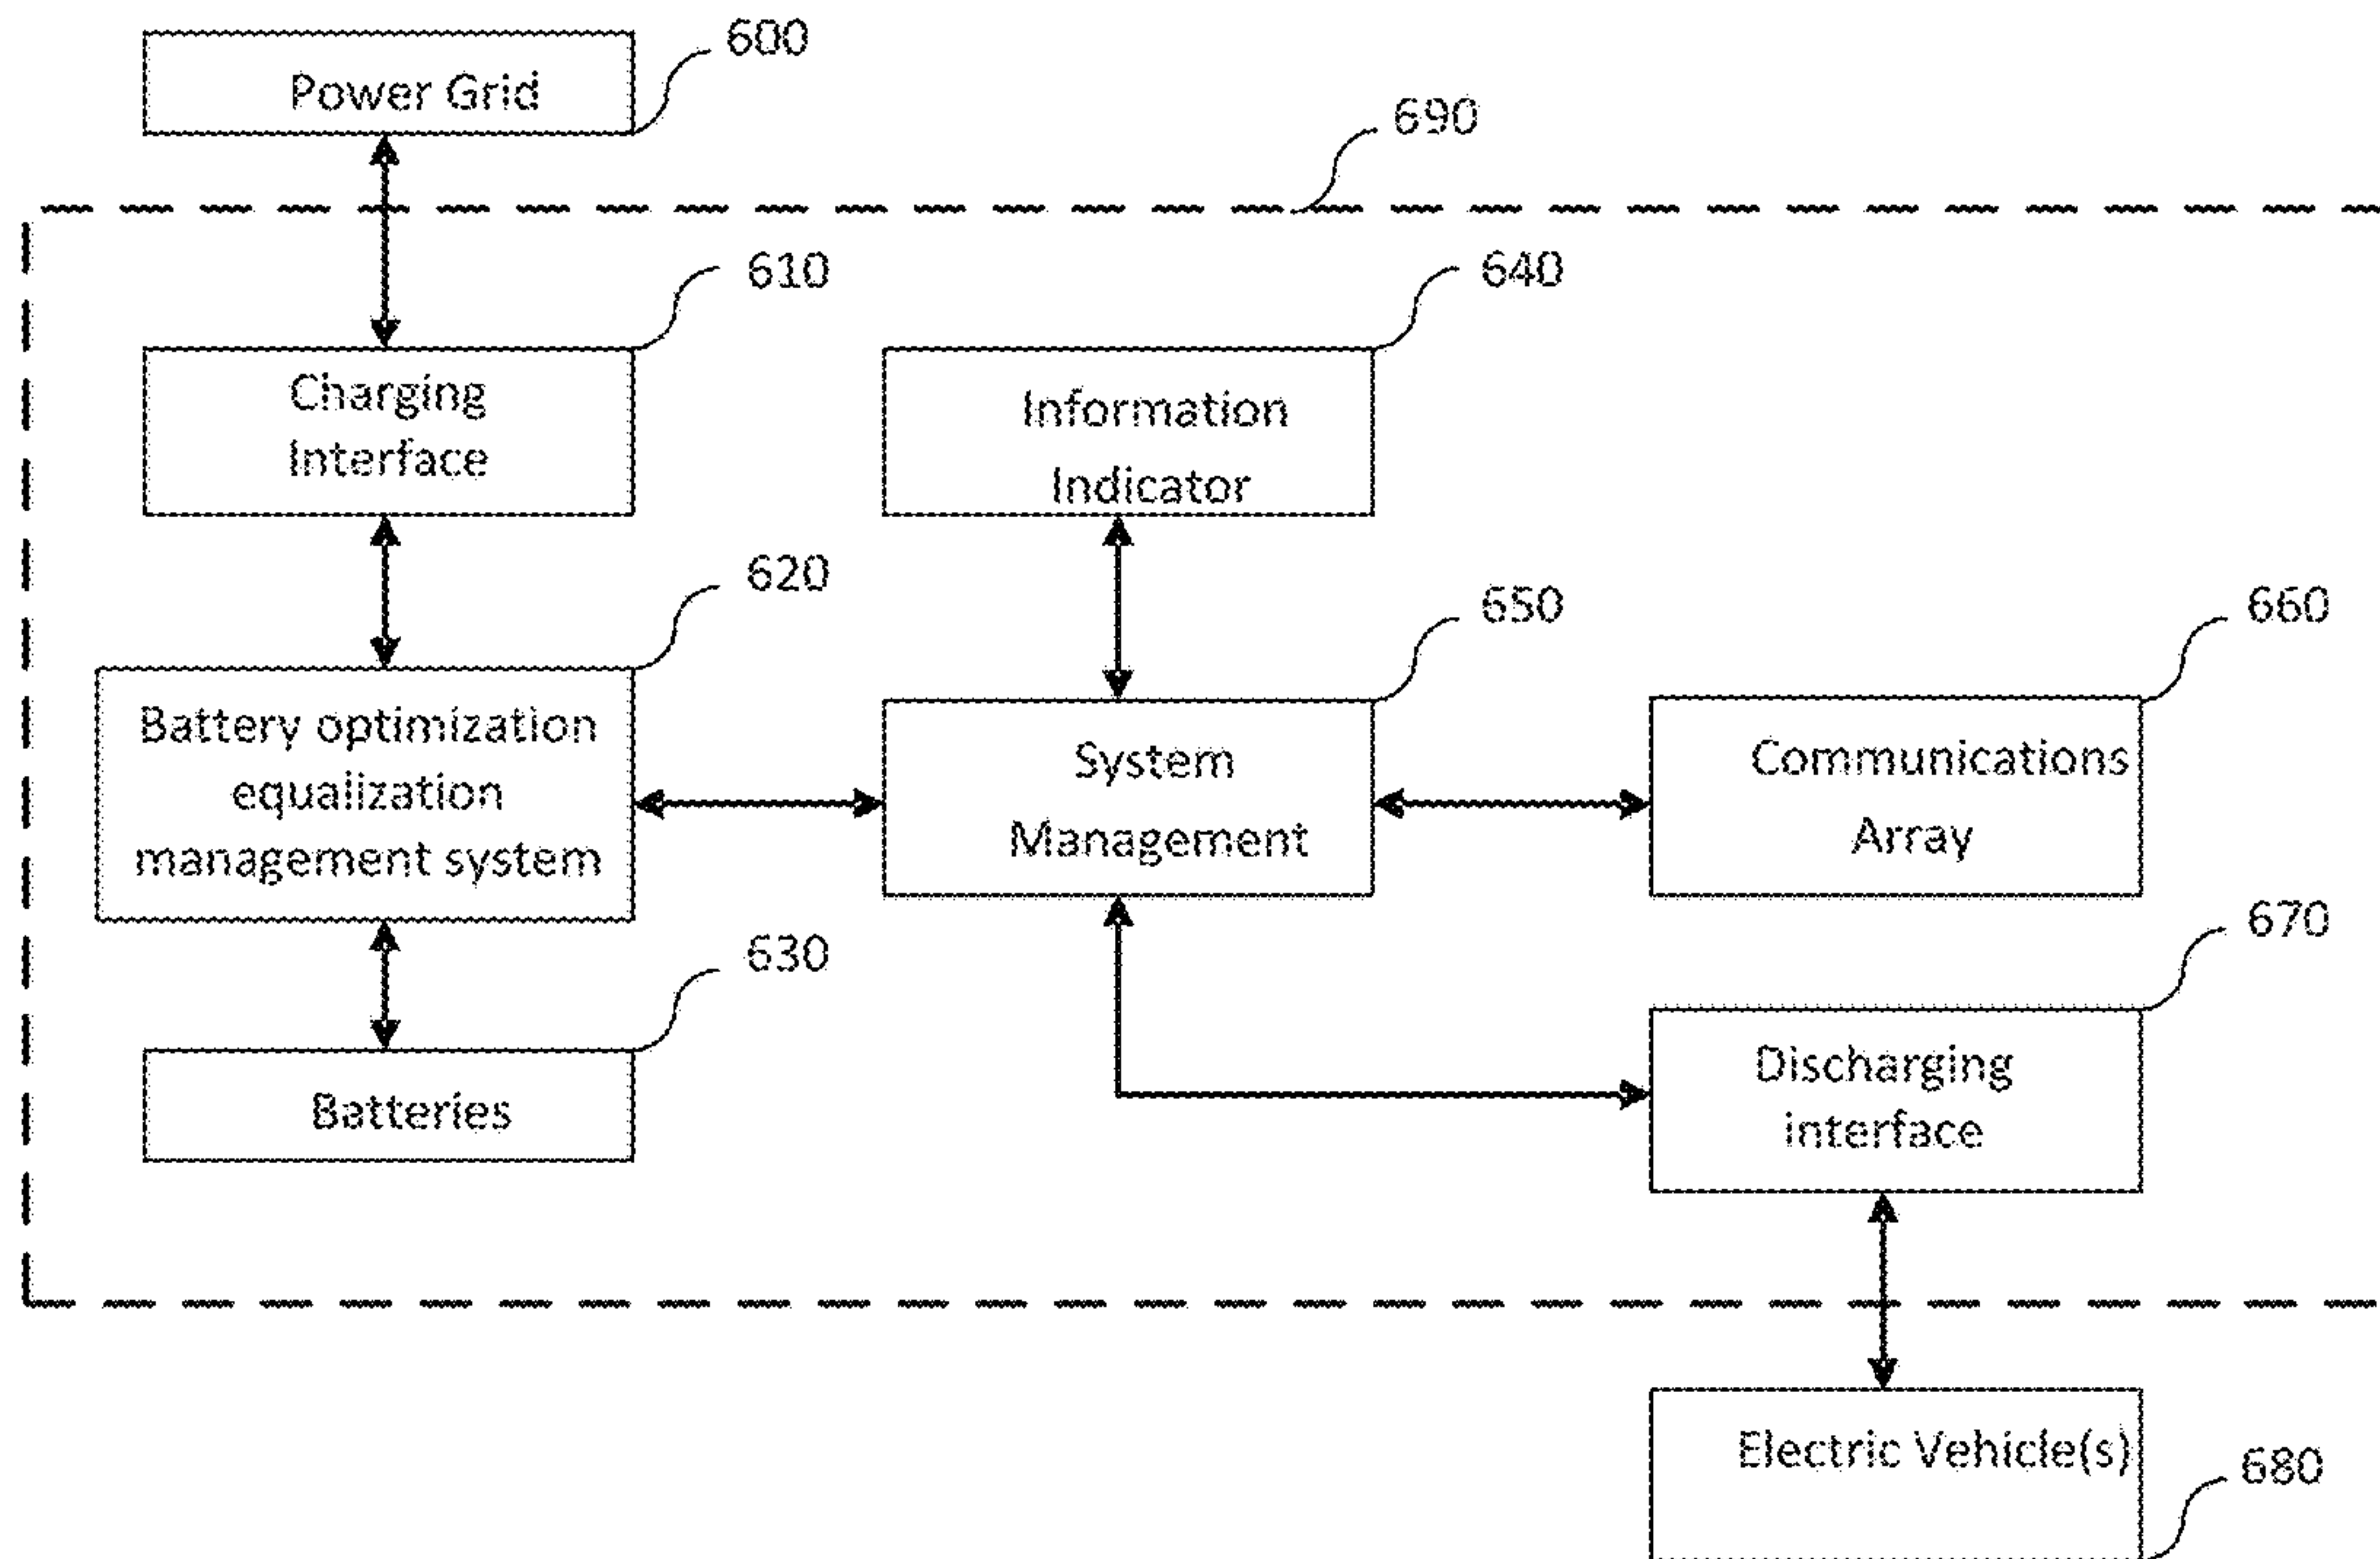 Power Grid
600
690
610
Charging
Interface
640
Information
Indicator
620
Battery optimization
equalization
management system
650
System
Management
660
Communications
Array
630
Batteries
670
Discharging
interface
Electric Vehicle(s)
680